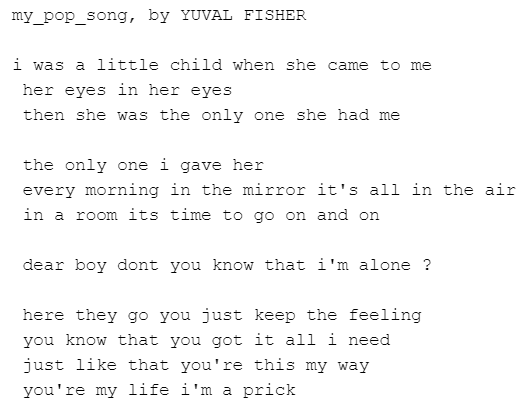 my_pop_song, by YUVAL FISHER
i was a little child when she came to me
her eyes in her eyes
then she was the only one she had me
the only one i gave her
every morning in the mirror it's all in the air
in a room its time to go on and on
dear boy dont you know that i'm alone ?
here they go you just keep the feeling
you know that you got it all i need
just like that you're this my way
you're my life i'm a prick